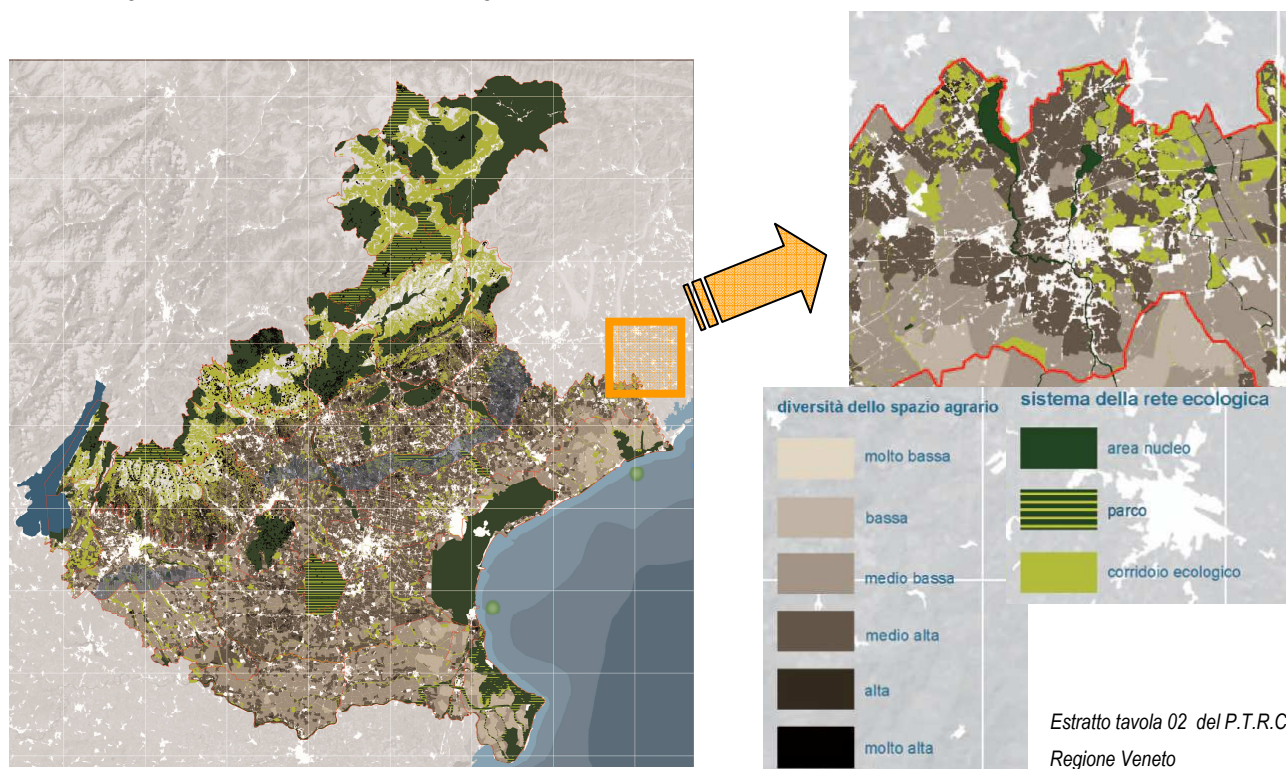 diversità dello spazio agrario
molto bassa
bassa
medio bassa
medio alta
alta
molto alta
sistema della rete ecologica
area nucleo
parco
corridoio ecologico
Estratto tavola 02 del P.T.R.C
Regione Veneto